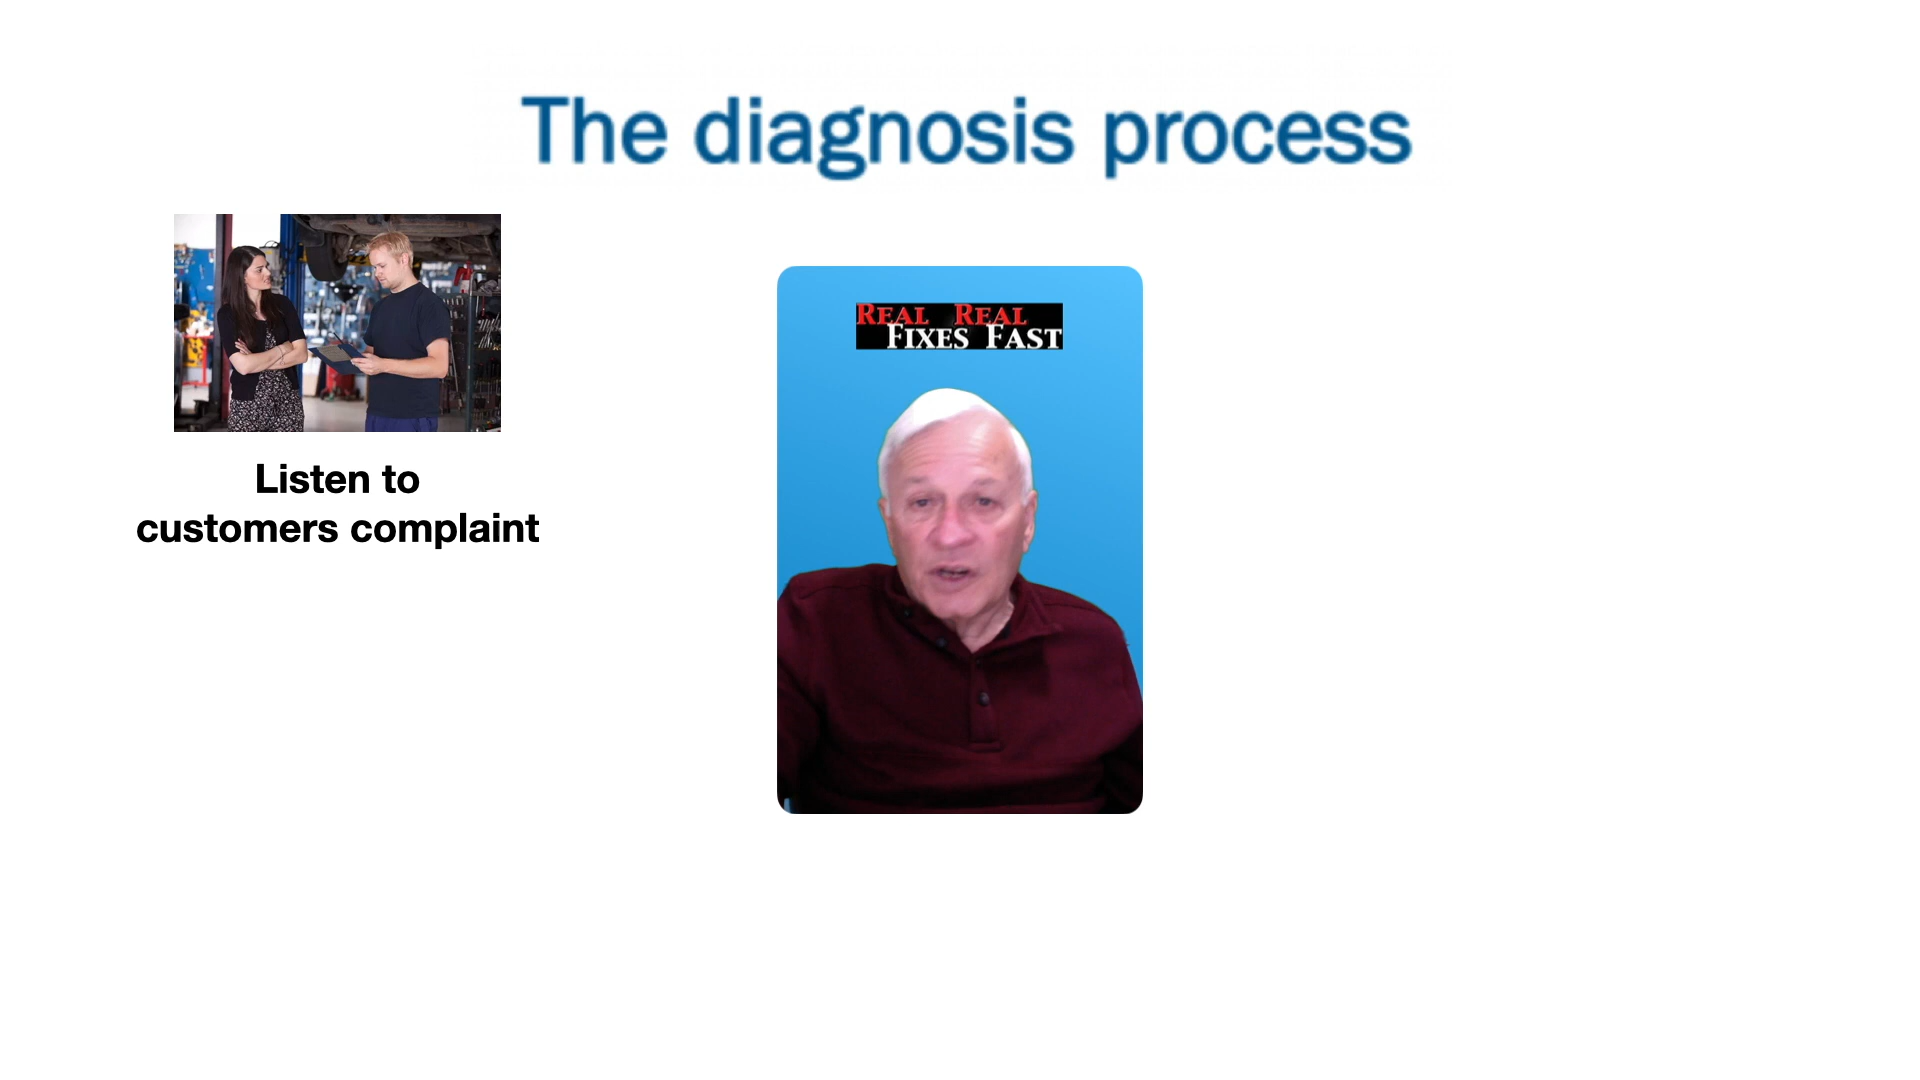 The diagnosis process
REAL REAL
FIXES FAST
Listen to
customers complaint